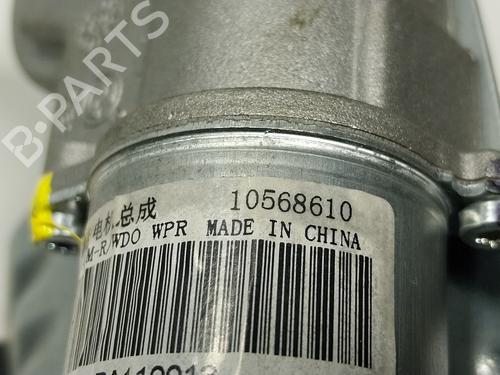 B-PARTS
电机总成 10568610
M-R/WDO WPR MADE IN CHINA